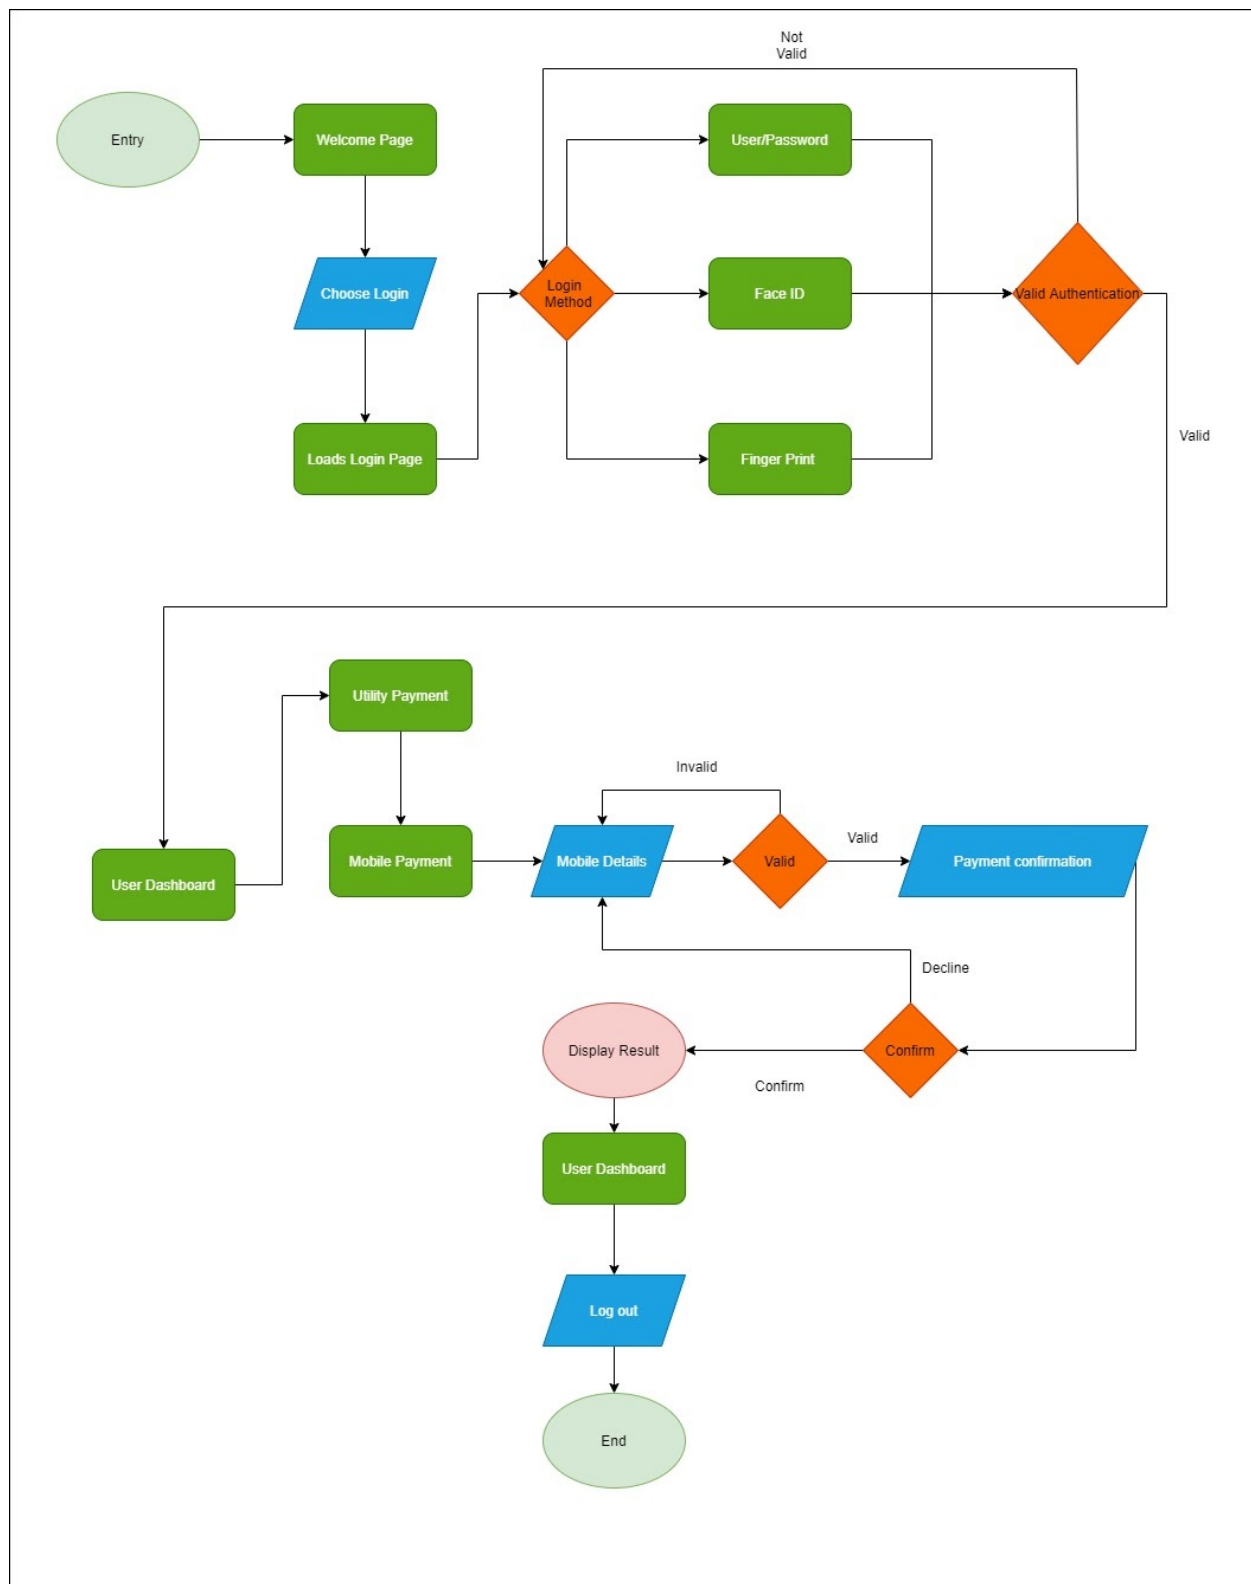 Not
Valid
Entry
Welcome Page
User/Password
Choose Login
Login
Method
Face ID
Valid Authentication
Loads Login Page
Finger Print
Valid
Utility Payment
Invalid
User Dashboard
Mobile Payment
Mobile Details
Valid
Valid
Payment confirmation
Decline
Display Result
Confirm
Confirm
User Dashboard
Log out
End